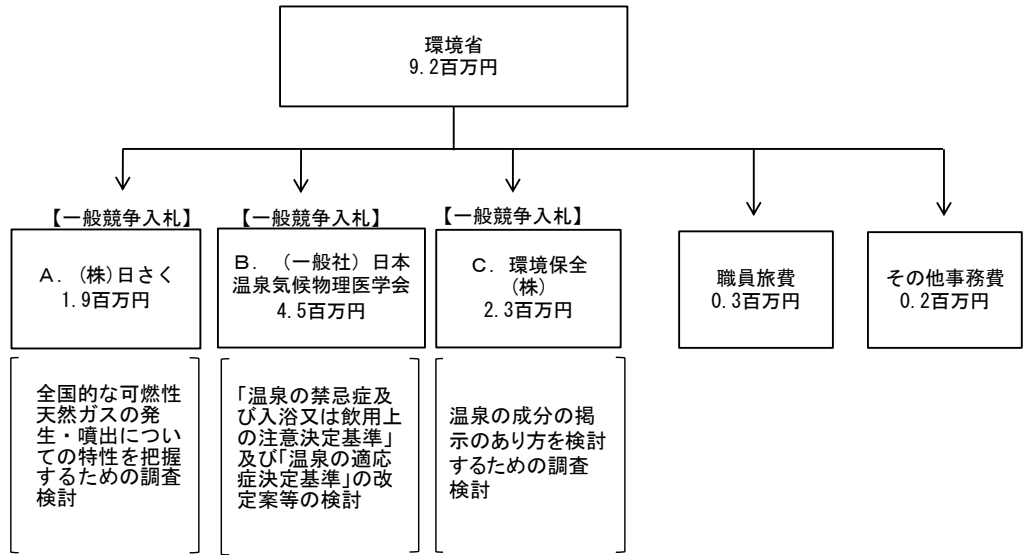 環境省
9.2百万円
【一般競争入札】
【一般競争入札】
【一般競争入札】
A. (株)日さく
1.9百万円
B. (一般社)日本
温泉気候物理医学会
4.5百万円
C. 環境保全
(株)
2.3百万円
職員旅費
0.3百万円
その他事務費
0.2百万円
全国的な可燃性
天然ガスの発
生・噴出につい
ての特性を把握
するための調査
検討
「温泉の禁忌症及
び入浴又は飲用上
の注意決定基準」
及び「温泉の適応
症決定基準」の改
定案等の検討
温泉の成分の掲
示のあり方を検討
するための調査
検討